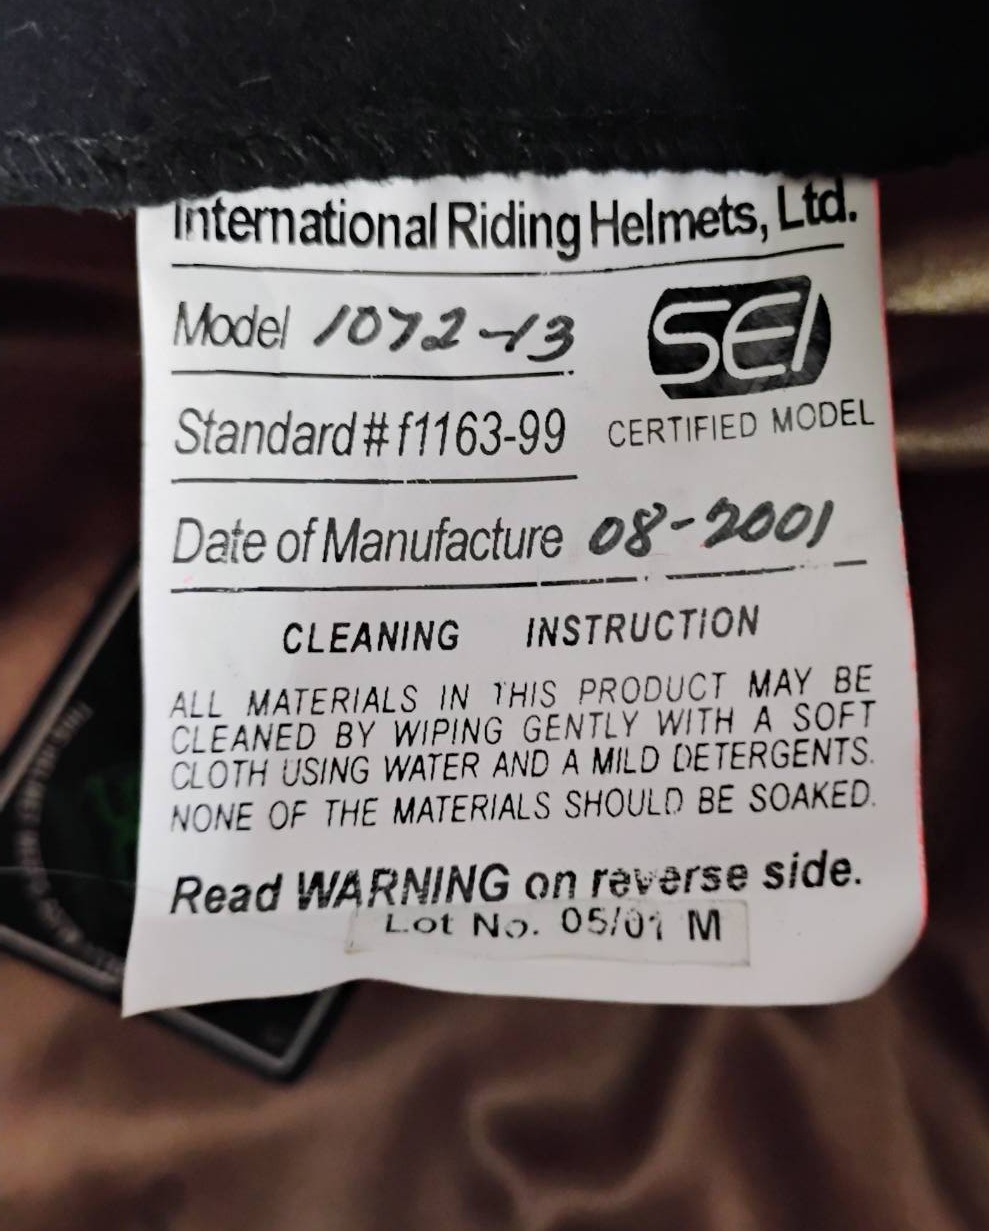 International Riding Helmets, Ltd.
Model 1072-13
SEI
Standard # f1163-99
CERTIFIED MODEL
Date of Manufacture 08-2001
CLEANING INSTRUCTION
ALL MATERIALS IN THIS PRODUCT MAY BE
CLEANED BY WIPING GENTLY WITH A SOFT
CLOTH USING WATER AND A MILD DETERGENTS.
NONE OF THE MATERIALS SHOULD BE SOAKED.
Read WARNING on reverse side.
Lot No. 05/01 M